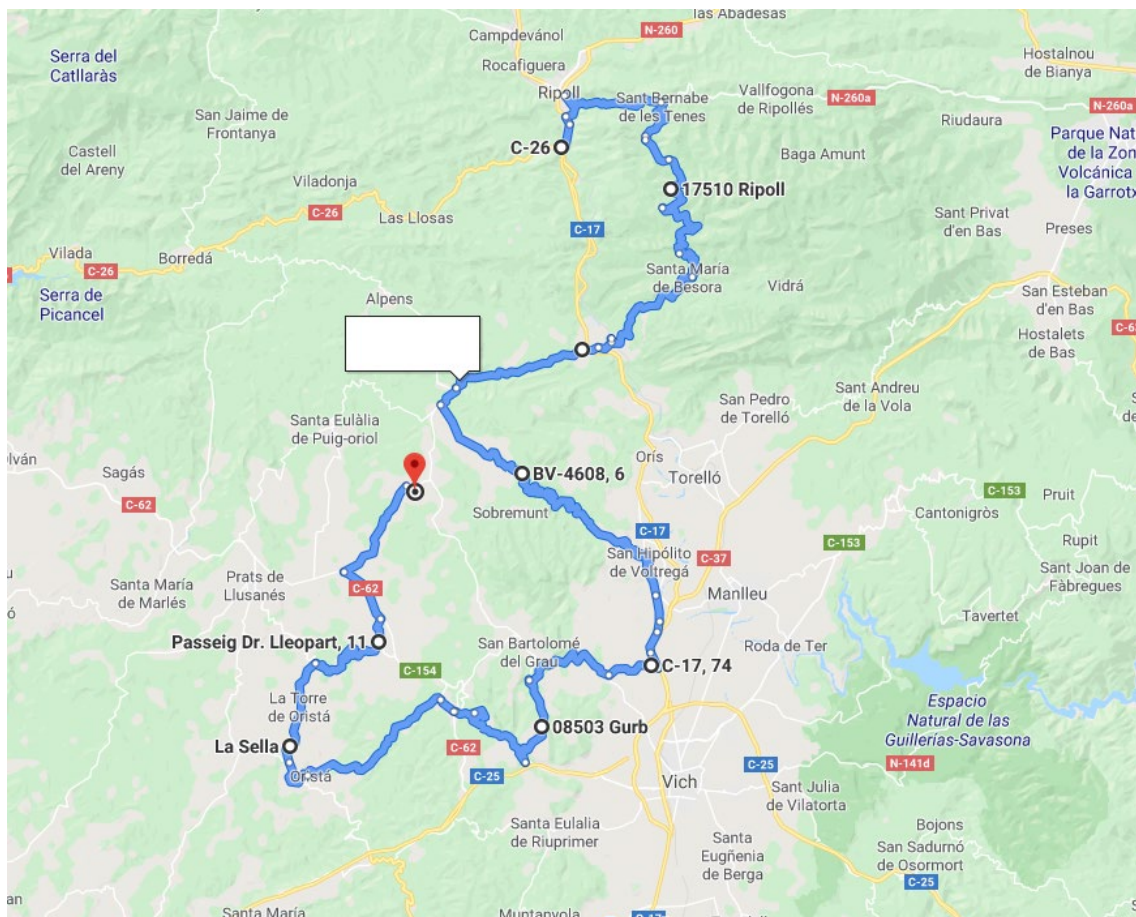 las Abadesas
Campdevánol
N-260
Serra del
Catllaràs
Hostalnou
de Bianya
Rocafiguera
Ripoll
Sant Bernabe
de les Tenes
Vallfogona
de Ripollés
N-260a
N-260a
San Jaime de
Frontanya
Riudaura
C-26
Parque Nat
de la Zon
Volcánica
la Garrotx
Castell
del Areny
Baga Amunt
Viladonja
17510 Ripoll
C-26
Las Llosas
C-17
Sant Privat
d'en Bas
Preses
Vilada
C-26
Borredá
Santa María
de Besora
Vidrá
Serra de
Picancel
Alpens
San Esteban
d'en Bas
Hostalets
de Bas
C-63
Sant Andreu
de la Vola
San Pedro
de Torelló
Santa Eulàlia
de Puig-oriol
Olván
Sagás
Orís
BV-4608, 6
Torelló
C-62
C-153
Pruit
Sobremunt
Cantonigròs
C-17
San Hipólito
de Voltregá
C-37
C-153
Rupit
Prats de
Llusanés
Santa María
de Marlés
C-62
Manlleu
Sant Joan de
Fàbregues
Tavertet
Passeig Dr. Lleopart, 11
San Bartolomé
del Grau
Roda de Ter
C-17, 74
C-154
La Torre
de Oristá
Espacio
Natural de las
Guillerías-Savasona
08503 Gurb
La Sella
C-62
Oristá
C-25
N-141d
C-25
Vich
Sant Julia
de Vilatorta
Santa Eulalia
de Riuprimer
Bojons
Santa
Eugñenia
de Berga
San Sadurnó
de Osormort
C-25
Santa María
Muntanyola
C-17